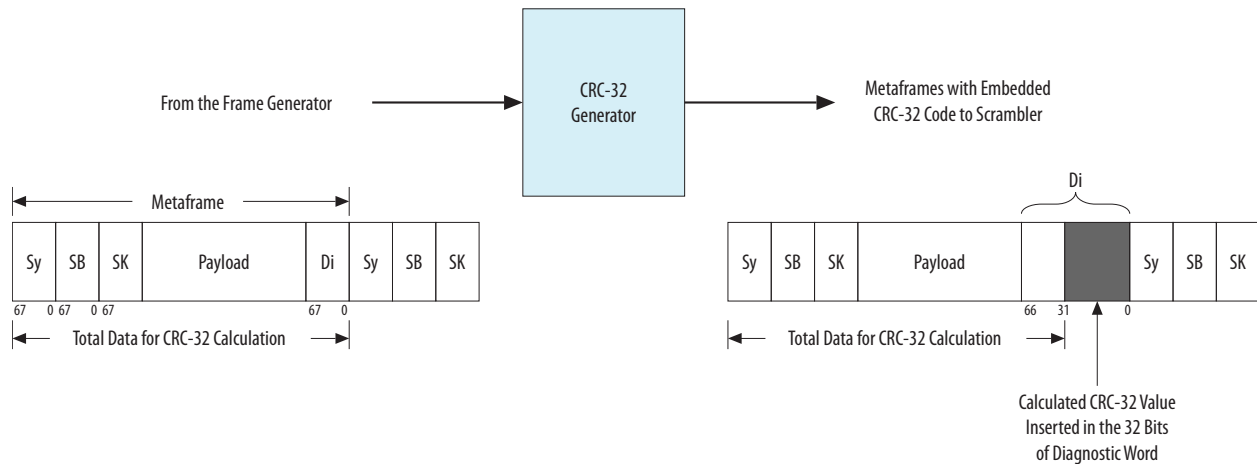 From the Frame Generator
CRC-32
Generator
Metaframes with Embedded
CRC-32 Code to Scrambler
Metaframe
Sy SB SK Payload Di Sy SB SK
67 0 67 0 67 67 0
Total Data for CRC-32 Calculation
Di
Sy SB SK Payload Sy SB SK
66 31 0
Total Data for CRC-32 Calculation
Calculated CRC-32 Value
Inserted in the 32 Bits
of Diagnostic Word